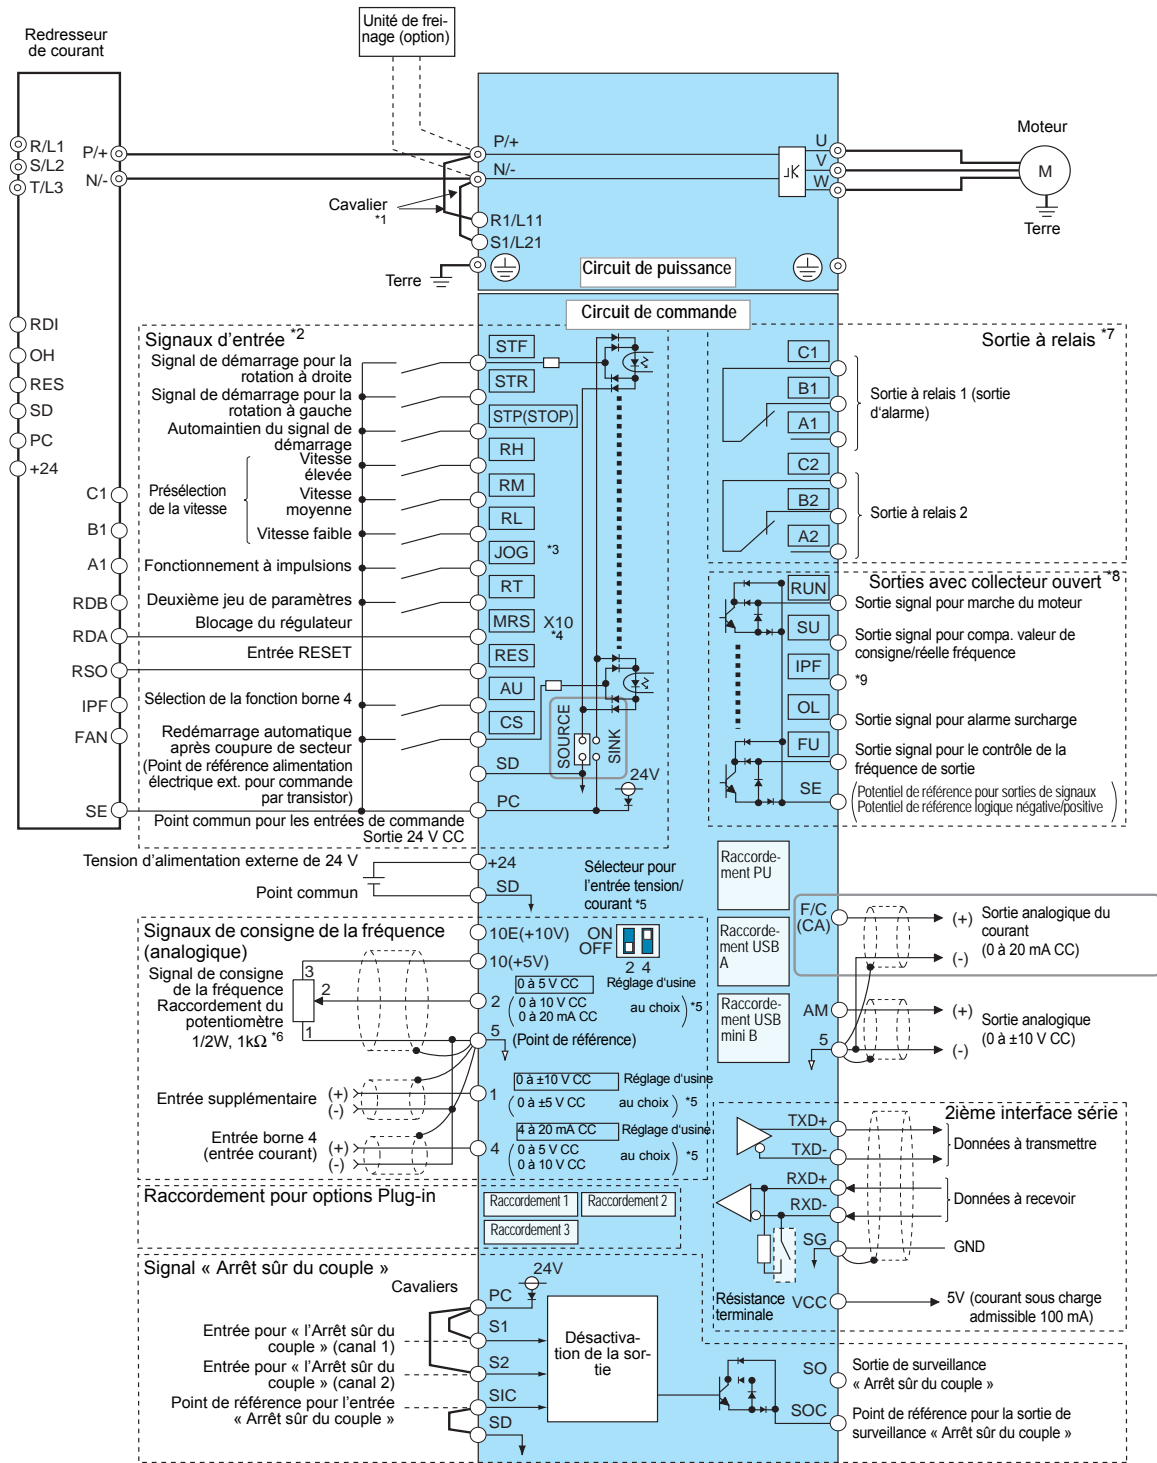 Redresseur
de courant
Unité de frei-
nage (option)
R/L1
S/L2
T/L3
P/+
N/-
P/+
N/-
Cavalier
*1
R1/L11
S1/L21
Terre
Circuit de puissance
U
V
W
Moteur
M
Terre
Circuit de commande
RDI
OH
RES
SD
PC
+24
C1
B1
A1
RDB
RDA
RSO
IPF
FAN
SE
Signaux d'entrée *2
Signal de démarrage pour la
rotation à droite
Signal de démarrage pour la
rotation à gauche
Automaintien du signal de
démarrage
Présélection
de la vitesse
Vitesse
élevée
Vitesse
moyenne
Vitesse faible
Fonctionnement à impulsions
Deuxième jeu de paramètres
Blocage du régulateur
Entrée RESET
Sélection de la fonction borne 4
Redémarrage automatique
après coupure de secteur
(Point de référence alimentation
électrique ext. pour commande
par transistor)
Point commun pour les entrées de commande
Sortie 24 V CC
STF
STR
STP(STOP)
RH
RM
RL
JOG *3
RT
MRS X10
*4
RES
AU
CS
SD
PC
SOURCE
SINK
24V
Sortie à relais *7
C1
B1
A1
Sortie à relais 1 (sortie
d'alarme)
C2
B2
A2
Sortie à relais 2
Sorties avec collecteur ouvert *8
RUN
Sortie signal pour marche du moteur
SU
Sortie signal pour compa. valeur de
consigne/réelle fréquence
IPF
*9
OL
Sortie signal pour alarme surcharge
FU
Sortie signal pour le contrôle de la
fréquence de sortie
SE
(Potentiel de référence pour sorties de signaux
Potentiel de référence logique négative/positive)
Tension d'alimentation externe de 24 V
Point commun
+24
SD
Sélecteur pour
l'entrée tension/
courant *5
ON
OFF
2 4
Signaux de consigne de la fréquence
(analogique)
Signal de consigne
de la fréquence
Raccordement du
potentiomètre
1/2W, 1kΩ *6
3
2
1
10E(+10V)
10(+5V)
2
0 à 5 V CC Réglage d'usine
(0 à 10 V CC
0 à 20 mA CC au choix) *5
5
(Point de référence)
Entrée supplémentaire (+)
(-)
1
0 à ±10 V CC Réglage d'usine
(0 à ±5 V CC au choix) *5
Entrée borne 4
(entrée courant)
(+)
(-)
4
4 à 20 mA CC Réglage d'usine
(0 à 5 V CC
0 à 10 V CC au choix) *5
Raccorde-
ment PU
Raccorde-
ment USB
A
Raccorde-
ment USB
mini B
F/C
(CA)
(+)
(-)
Sortie analogique du
courant
(0 à 20 mA CC)
AM
5
(+)
(-)
Sortie analogique
(0 à ±10 V CC)
Raccordement pour options Plug-in
Raccordement 1
Raccordement 2
Raccordement 3
2ième interface série
TXD+
TXD-
Données à transmettre
RXD+
RXD-
Données à recevoir
SG
GND
Résistance
terminale
VCC
5V (courant sous charge
admissible 100 mA)
Signal « Arrêt sûr du couple »
Cavaliers
24V
PC
S1
Entrée pour « l'Arrêt sûr du
couple » (canal 1)
S2
Entrée pour « l'Arrêt sûr du
couple » (canal 2)
SIC
Point de référence pour l'entrée
« Arrêt sûr du couple »
SD
Désactiva-
tion de la sor-
tie
SO
Sortie de surveillance
« Arrêt sûr du couple »
SOC
Point de référence pour la sortie de
surveillance « Arrêt sûr du couple »